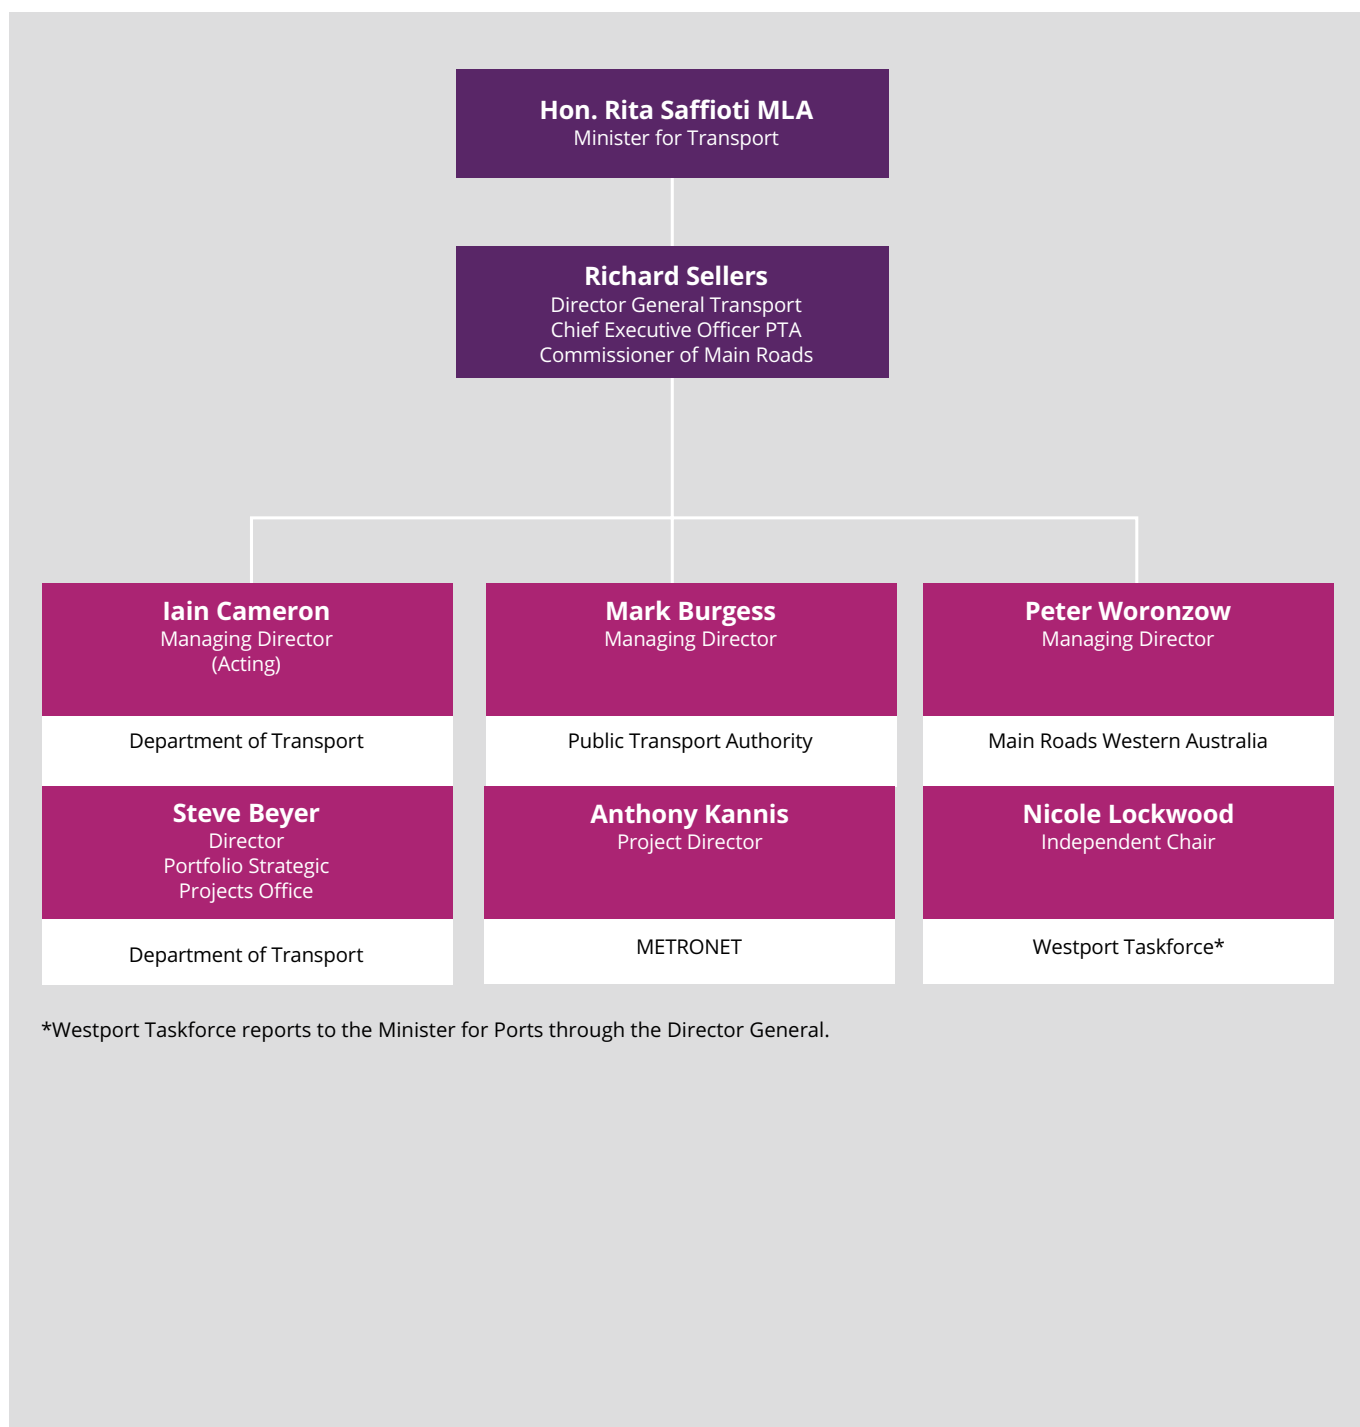 Hon. Rita Saffioti MLA
Minister for Transport
Richard Sellers
Director General Transport
Chief Executive Officer PTA
Commissioner of Main Roads
Iain Cameron
Managing Director
(Acting)
Department of Transport
Mark Burgess
Managing Director
Public Transport Authority
Peter Woronzow
Managing Director
Main Roads Western Australia
Steve Beyer
Director
Portfolio Strategic
Projects Office
Department of Transport
Anthony Kannis
Project Director
METRONET
Nicole Lockwood
Independent Chair
Westport Taskforce*
*Westport Taskforce reports to the Minister for Ports through the Director General.